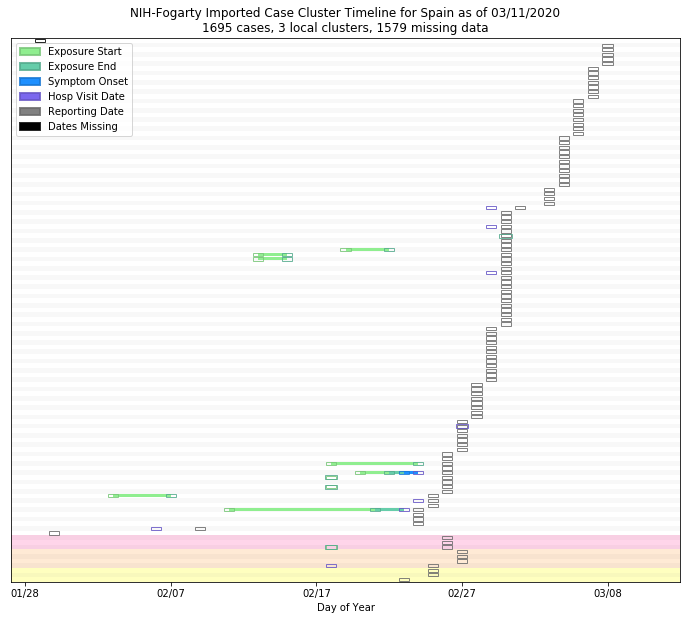 NIH-Fogarty Imported Case Cluster Timeline for Spain as of 03/11/2020
1695 cases, 3 local clusters, 1579 missing data
Exposure Start
Exposure End
Symptom Onset
Hosp Visit Date
Reporting Date
Dates Missing
01/28
02/07
02/17
02/27
03/08
Day of Year